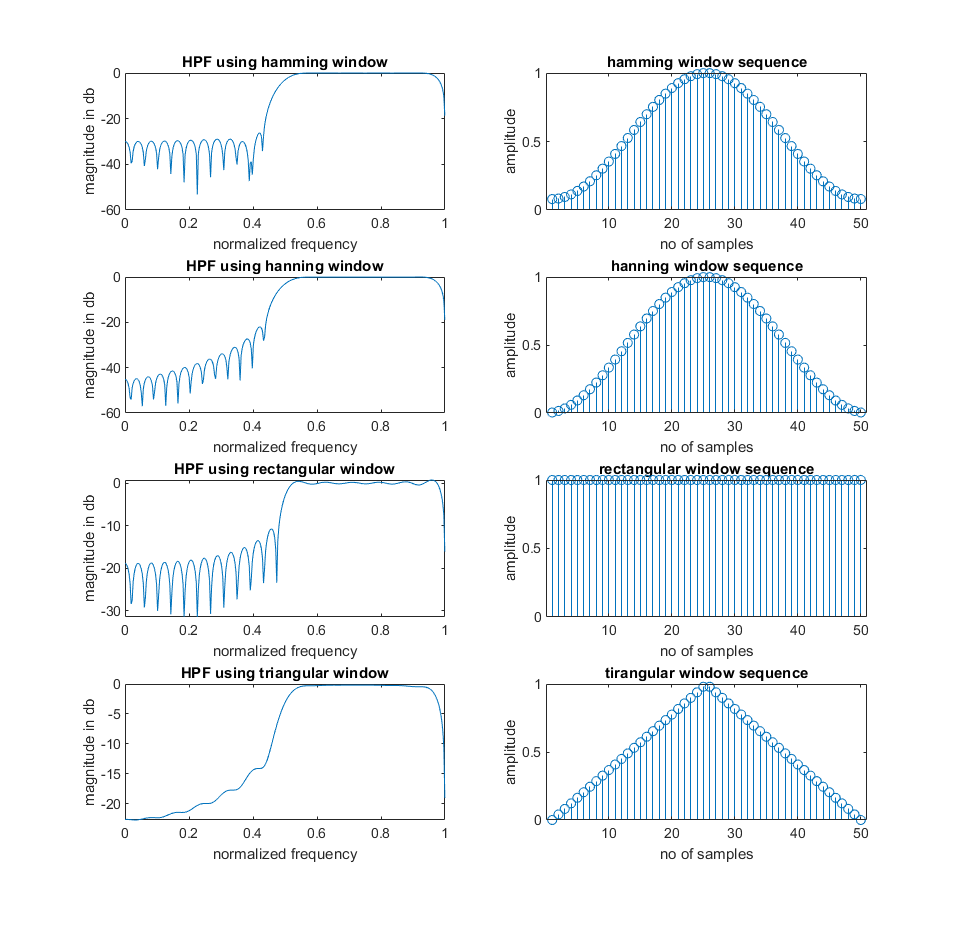 HPF using hamming window
0
-20
-40
-60
magnitude in db
0 0.2 0.4 0.6 0.8 1
normalized frequency
hamming window sequence
1
0.5
0
amplitude
10 20 30 40 50
no of samples
HPF using hanning window
0
-20
-40
-60
magnitude in db
0 0.2 0.4 0.6 0.8 1
normalized frequency
hanning window sequence
1
0.5
0
amplitude
10 20 30 40 50
no of samples
HPF using rectangular window
0
-10
-20
-30
magnitude in db
0 0.2 0.4 0.6 0.8 1
normalized frequency
rectangular window sequence
1
0.5
0
amplitude
10 20 30 40 50
no of samples
HPF using triangular window
0
-5
-10
-15
-20
magnitude in db
0 0.2 0.4 0.6 0.8 1
normalized frequency
tirangular window sequence
1
0.5
0
amplitude
10 20 30 40 50
no of samples